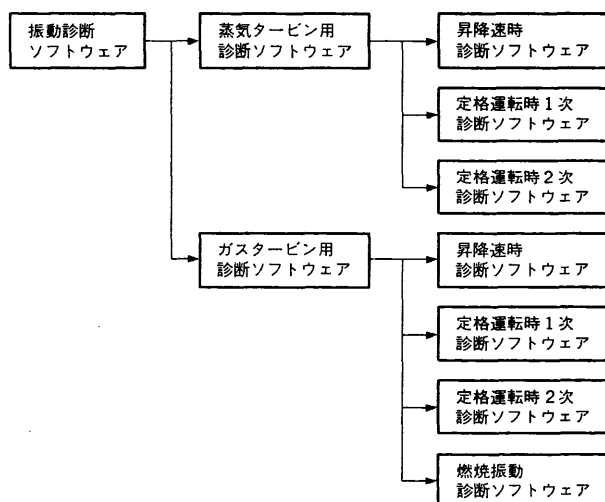 振動診断
ソフトウェア
蒸気タービン用
診断ソフトウェア
昇降速時
診断ソフトウェア
定格運転時1次
診断ソフトウェア
定格運転時2次
診断ソフトウェア
ガスタービン用
診断ソフトウェア
昇降速時
診断ソフトウェア
定格運転時1次
診断ソフトウェア
定格運転時2次
診断ソフトウェア
燃焼振動
診断ソフトウェア